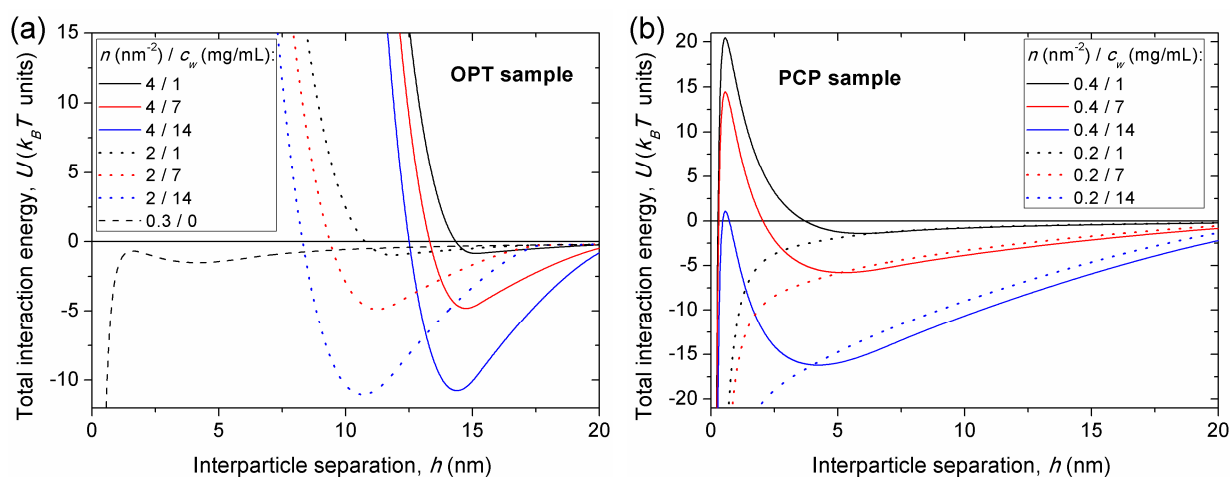 (a)
Total interaction energy, U (k_B T units)
15
10
5
0
-5
-10
n (nm⁻²) / c_w (mg/mL):
4 / 1
4 / 7
4 / 14
2 / 1
2 / 7
2 / 14
0.3 / 0
OPT sample
0 5 10 15 20
Interparticle separation, h (nm)
(b)
Total interaction energy, U (k_B T units)
20
15
10
5
0
-5
-10
-15
-20
PCP sample
n (nm⁻²) / c_w (mg/mL):
0.4 / 1
0.4 / 7
0.4 / 14
0.2 / 1
0.2 / 7
0.2 / 14
0 5 10 15 20
Interparticle separation, h (nm)